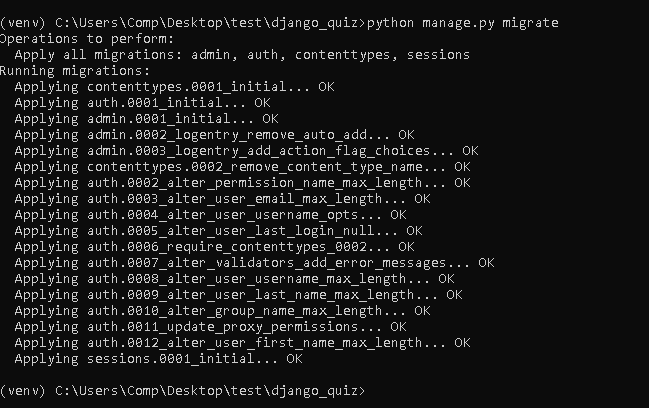 (venv) C:\Users\Comp\Desktop\test\django_quiz>python manage.py migrate
Operations to perform:
  Apply all migrations: admin, auth, contenttypes, sessions
Running migrations:
  Applying contenttypes.0001_initial... OK
  Applying auth.0001_initial... OK
  Applying admin.0001_initial... OK
  Applying admin.0002_logentry_remove_auto_add... OK
  Applying admin.0003_logentry_add_action_flag_choices... OK
  Applying contenttypes.0002_remove_content_type_name... OK
  Applying auth.0002_alter_permission_name_max_length... OK
  Applying auth.0003_alter_user_email_max_length... OK
  Applying auth.0004_alter_user_username_opts... OK
  Applying auth.0005_alter_user_last_login_null... OK
  Applying auth.0006_require_contenttypes_0002... OK
  Applying auth.0007_alter_validators_add_error_messages... OK
  Applying auth.0008_alter_user_username_max_length... OK
  Applying auth.0009_alter_user_last_name_max_length... OK
  Applying auth.0010_alter_group_name_max_length... OK
  Applying auth.0011_update_proxy_permissions... OK
  Applying auth.0012_alter_user_first_name_max_length... OK
  Applying sessions.0001_initial... OK
(venv) C:\Users\Comp\Desktop\test\django_quiz>